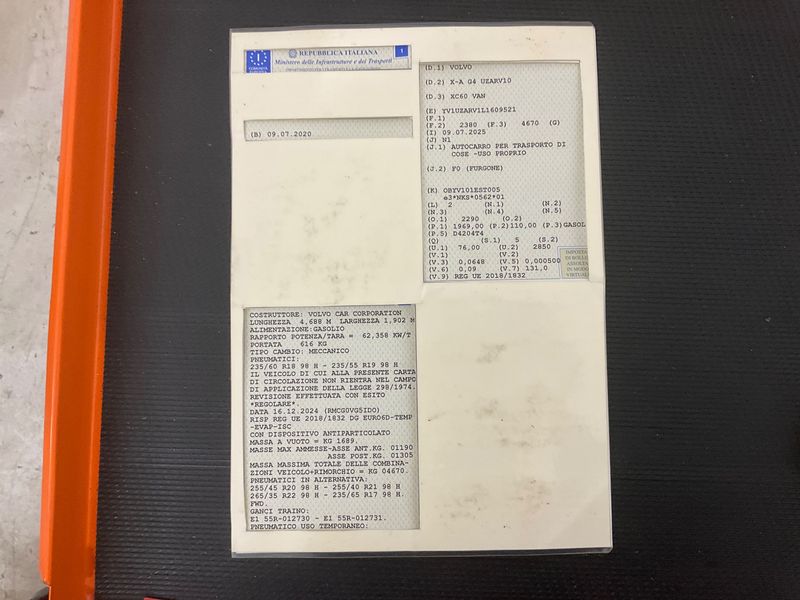 REPUBBLICA ITALIANA
Ministero delle Infrastrutture e dei Trasporti
1
(B) 09.07.2020
(D.1) VOLVO
(D.2) X-A G4 UZARV10
(D.3) XC60 VAN
(E) YV1UZARV1L1609521
(F.1)
(F.2) 2380 (F.3) 4670 (G)
(I) 09.07.2025
(J) N1
(J.1) AUTOCARRO PER TRASPORTO DI
COSE -USO PROPRIO
(J.2) F0 (FURGONE)
(K) OBYV101EST005
e3*NKS*0562*01
(L) 2 (N.1) (N.2)
(N.3) (N.4) (N.5)
(O.1) 2290 (O.2)
(P.1) 1969,00 (P.2)110,00 (P.3)GASOL
(P.5) D4204T4
(Q) (S.1) 5 (S.2)
(U.1) 76,00 (U.2) 2850
(V.1) (V.2)
(V.3) 0,0648 (V.5) 0,000500
(V.6) 0,09 (V.7) 131,0
(V.9) REG UE 2018/1832
IMPOSTA
DI BOLLO
ASSOLTA
IN MODO
VIRTUAL
COSTRUTTORE: VOLVO CAR CORPORATION
LUNGHEZZA 4,688 M LARGHEZZA 1,902 M
ALIMENTAZIONE:GASOLIO
RAPPORTO POTENZA/TARA = 62,358 KW/T
PORTATA 616 KG
TIPO CAMBIO: MECCANICO
PNEUMATICI:
235/60 R18 98 H - 235/55 R19 98 H
IL VEICOLO DI CUI ALLA PRESENTE CARTA
DI CIRCOLAZIONE NON RIENTRA NEL CAMPO
DI APPLICAZIONE DELLA LEGGE 298/1974.
REVISIONE EFFETTUATA CON ESITO
*REGOLARE*.
DATA 16.12.2024 (RMCG0VG5IDO)
RISP REG UE 2018/1832 DG EURO6D-TEMP
-EVAP-ISC
CON DISPOSITIVO ANTIPARTICOLATO
MASSA A VUOTO = KG 1689.
MASSE MAX AMMESSE-ASSE ANT.KG. 01190
ASSE POST.KG. 01305
MASSA MASSIMA TOTALE DELLE COMBINA-
ZIONI VEICOLO+RIMORCHIO = KG 04670.
PNEUMATICI IN ALTERNATIVA:
255/45 R20 98 H - 255/40 R21 98 H
265/35 R22 98 H - 235/65 R17 98 H.
FWD.
GANCI TRAINO:
E1 55R-012730 - E1 55R-012731.
PNEUMATICO USO TEMPORANEO: